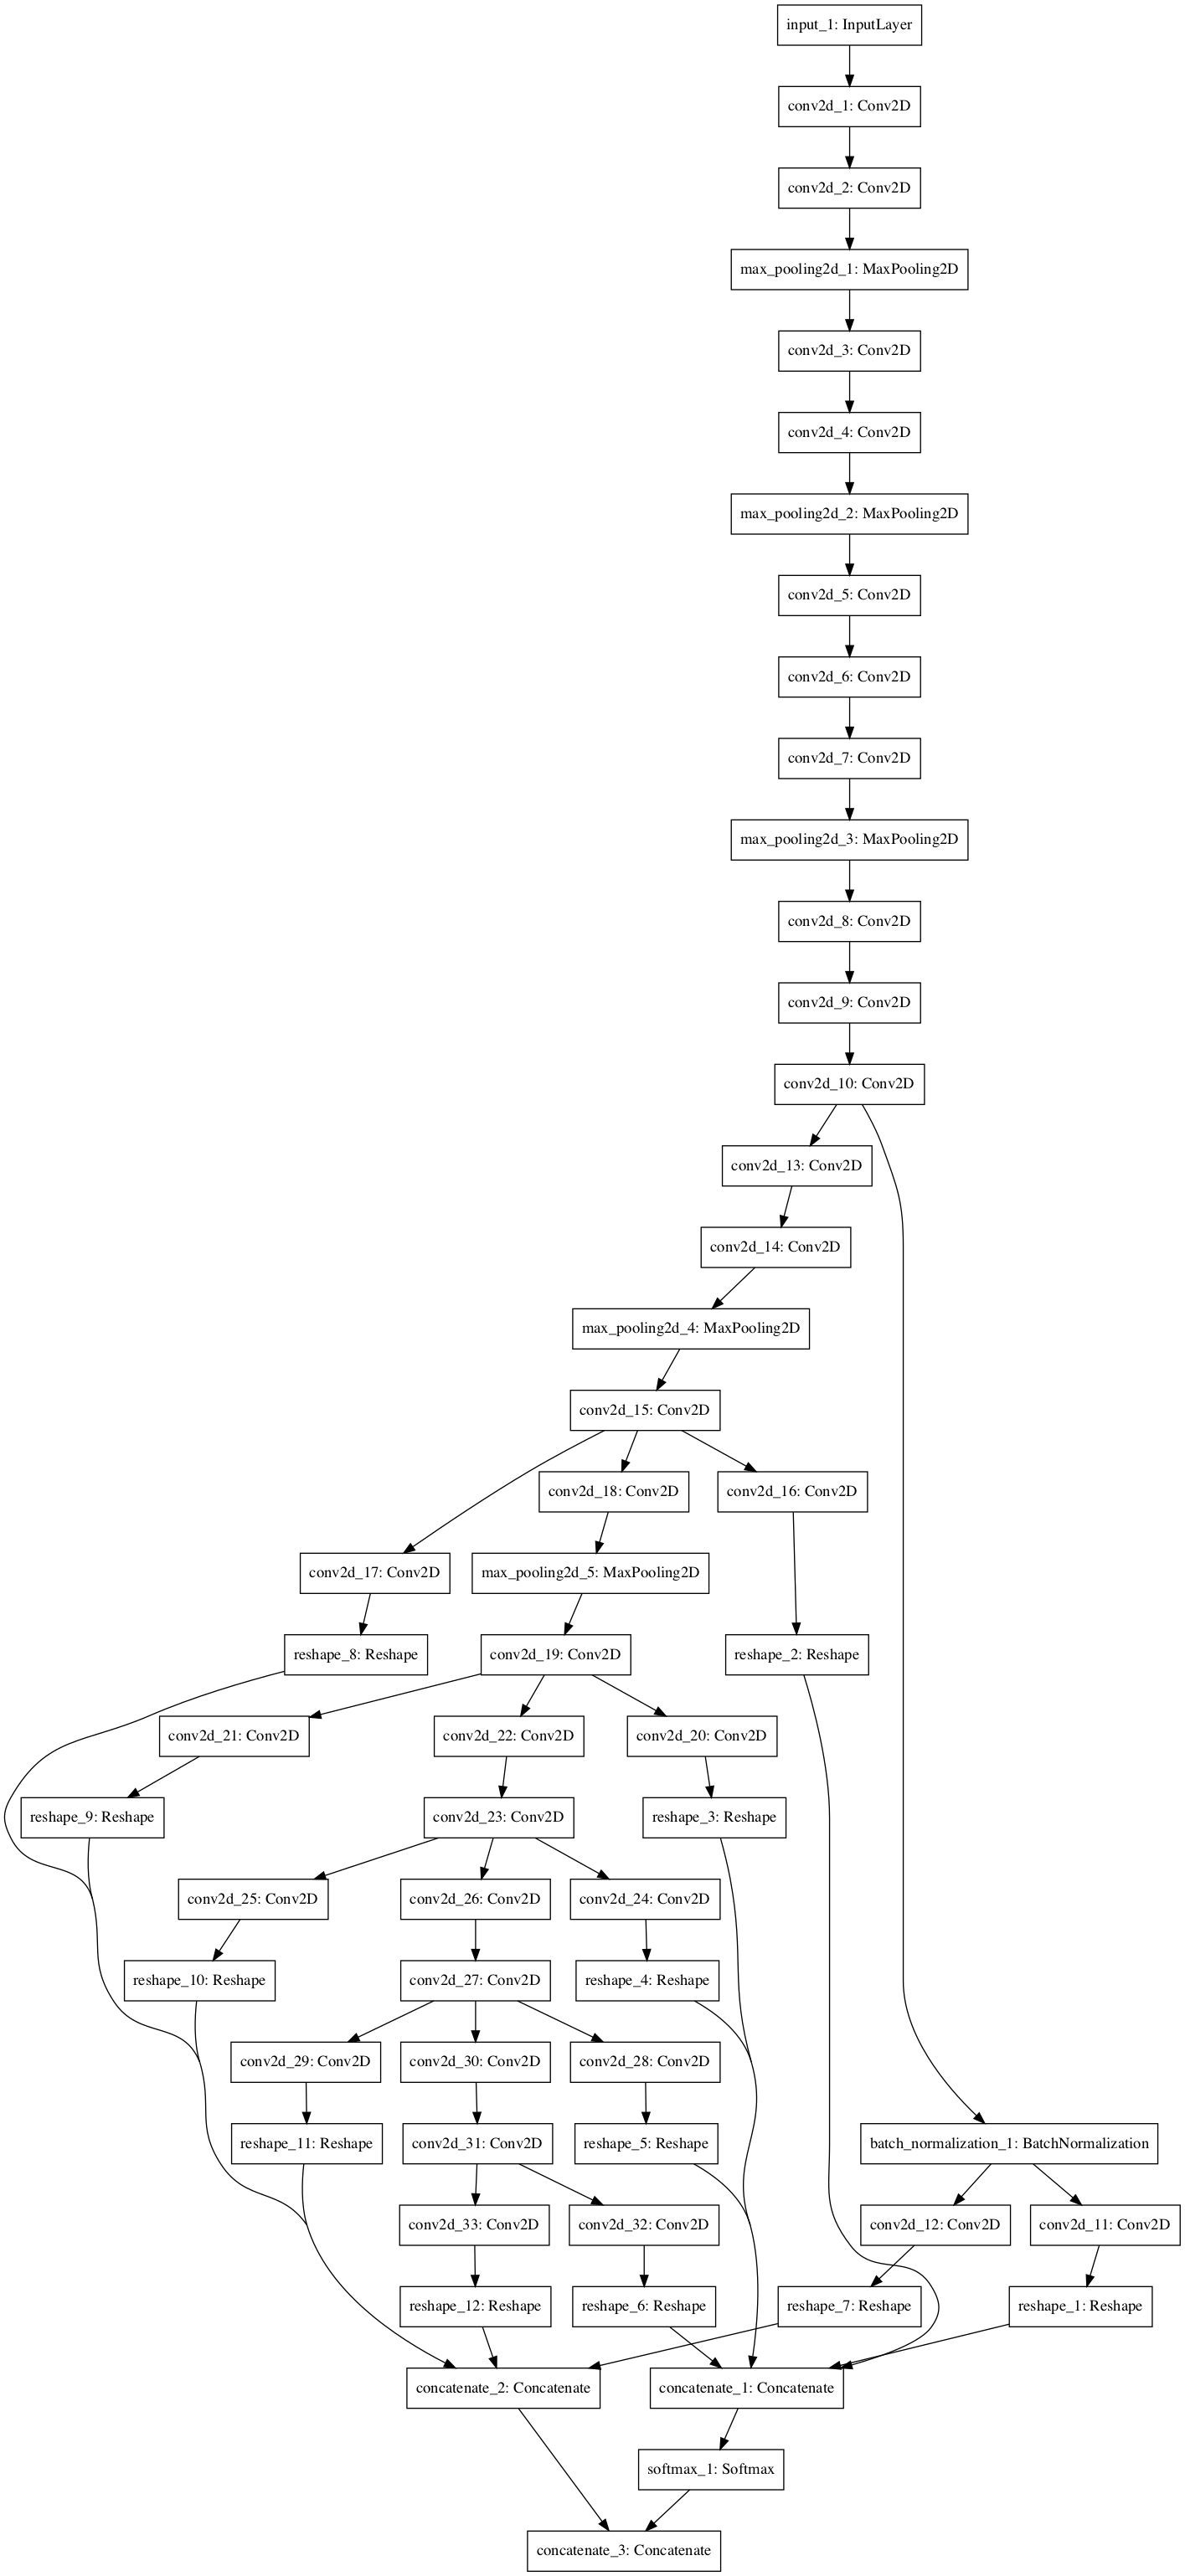 input_1: InputLayer
conv2d_1: Conv2D
conv2d_2: Conv2D
max_pooling2d_1: MaxPooling2D
conv2d_3: Conv2D
conv2d_4: Conv2D
max_pooling2d_2: MaxPooling2D
conv2d_5: Conv2D
conv2d_6: Conv2D
conv2d_7: Conv2D
max_pooling2d_3: MaxPooling2D
conv2d_8: Conv2D
conv2d_9: Conv2D
conv2d_10: Conv2D
conv2d_13: Conv2D
conv2d_14: Conv2D
max_pooling2d_4: MaxPooling2D
conv2d_15: Conv2D
conv2d_18: Conv2D
conv2d_16: Conv2D
conv2d_17: Conv2D
max_pooling2d_5: MaxPooling2D
reshape_8: Reshape
conv2d_19: Conv2D
reshape_2: Reshape
conv2d_21: Conv2D
conv2d_22: Conv2D
conv2d_20: Conv2D
reshape_9: Reshape
conv2d_23: Conv2D
reshape_3: Reshape
conv2d_25: Conv2D
conv2d_26: Conv2D
conv2d_24: Conv2D
reshape_10: Reshape
conv2d_27: Conv2D
reshape_4: Reshape
conv2d_29: Conv2D
conv2d_30: Conv2D
conv2d_28: Conv2D
reshape_11: Reshape
conv2d_31: Conv2D
reshape_5: Reshape
batch_normalization_1: BatchNormalization
conv2d_33: Conv2D
conv2d_32: Conv2D
conv2d_12: Conv2D
conv2d_11: Conv2D
reshape_12: Reshape
reshape_6: Reshape
reshape_7: Reshape
reshape_1: Reshape
concatenate_2: Concatenate
concatenate_1: Concatenate
softmax_1: Softmax
concatenate_3: Concatenate